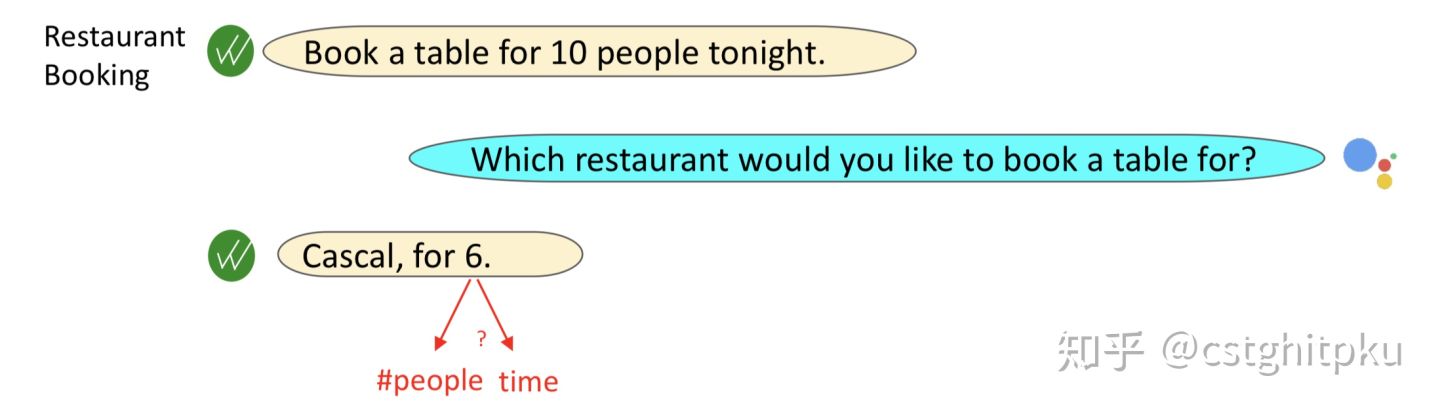 Restaurant
Booking
Book a table for 10 people tonight.
Which restaurant would you like to book a table for?
Cascal, for 6.
?
#people time
知乎 @cstghitpku